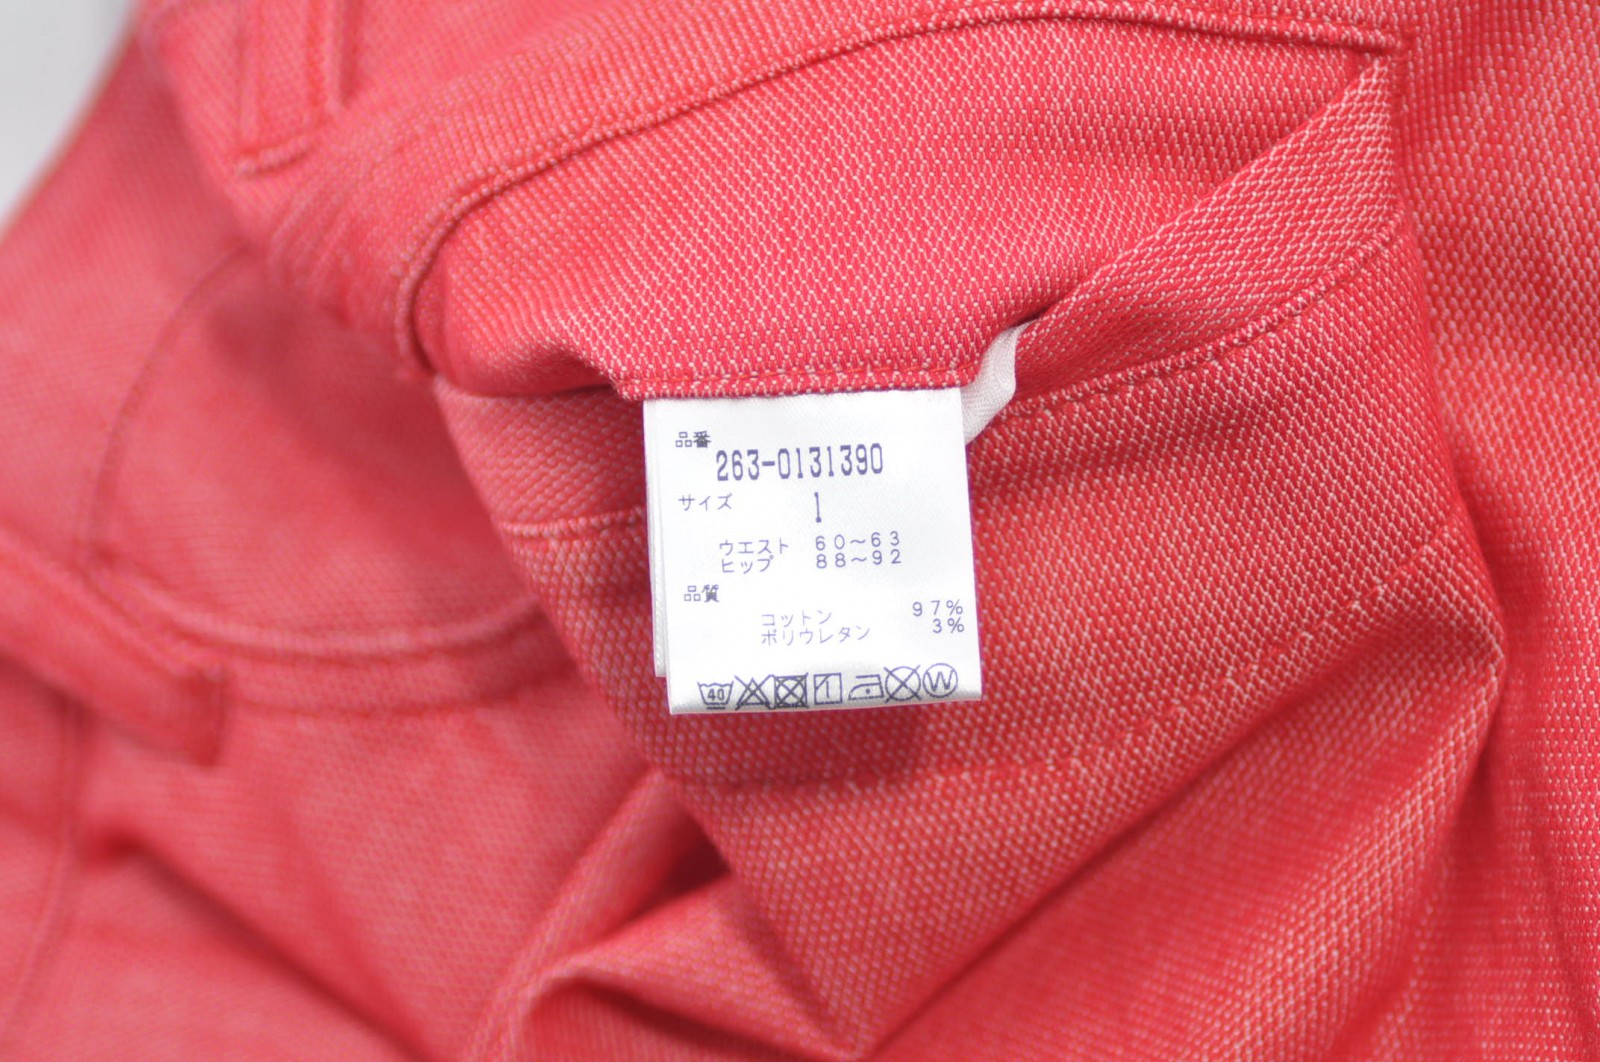 品番
263-0131390
サイズ 1
ウエスト 60~63
ヒップ 88~92
品質
コットン 97%
ポリウレタン 3%
40 1 W